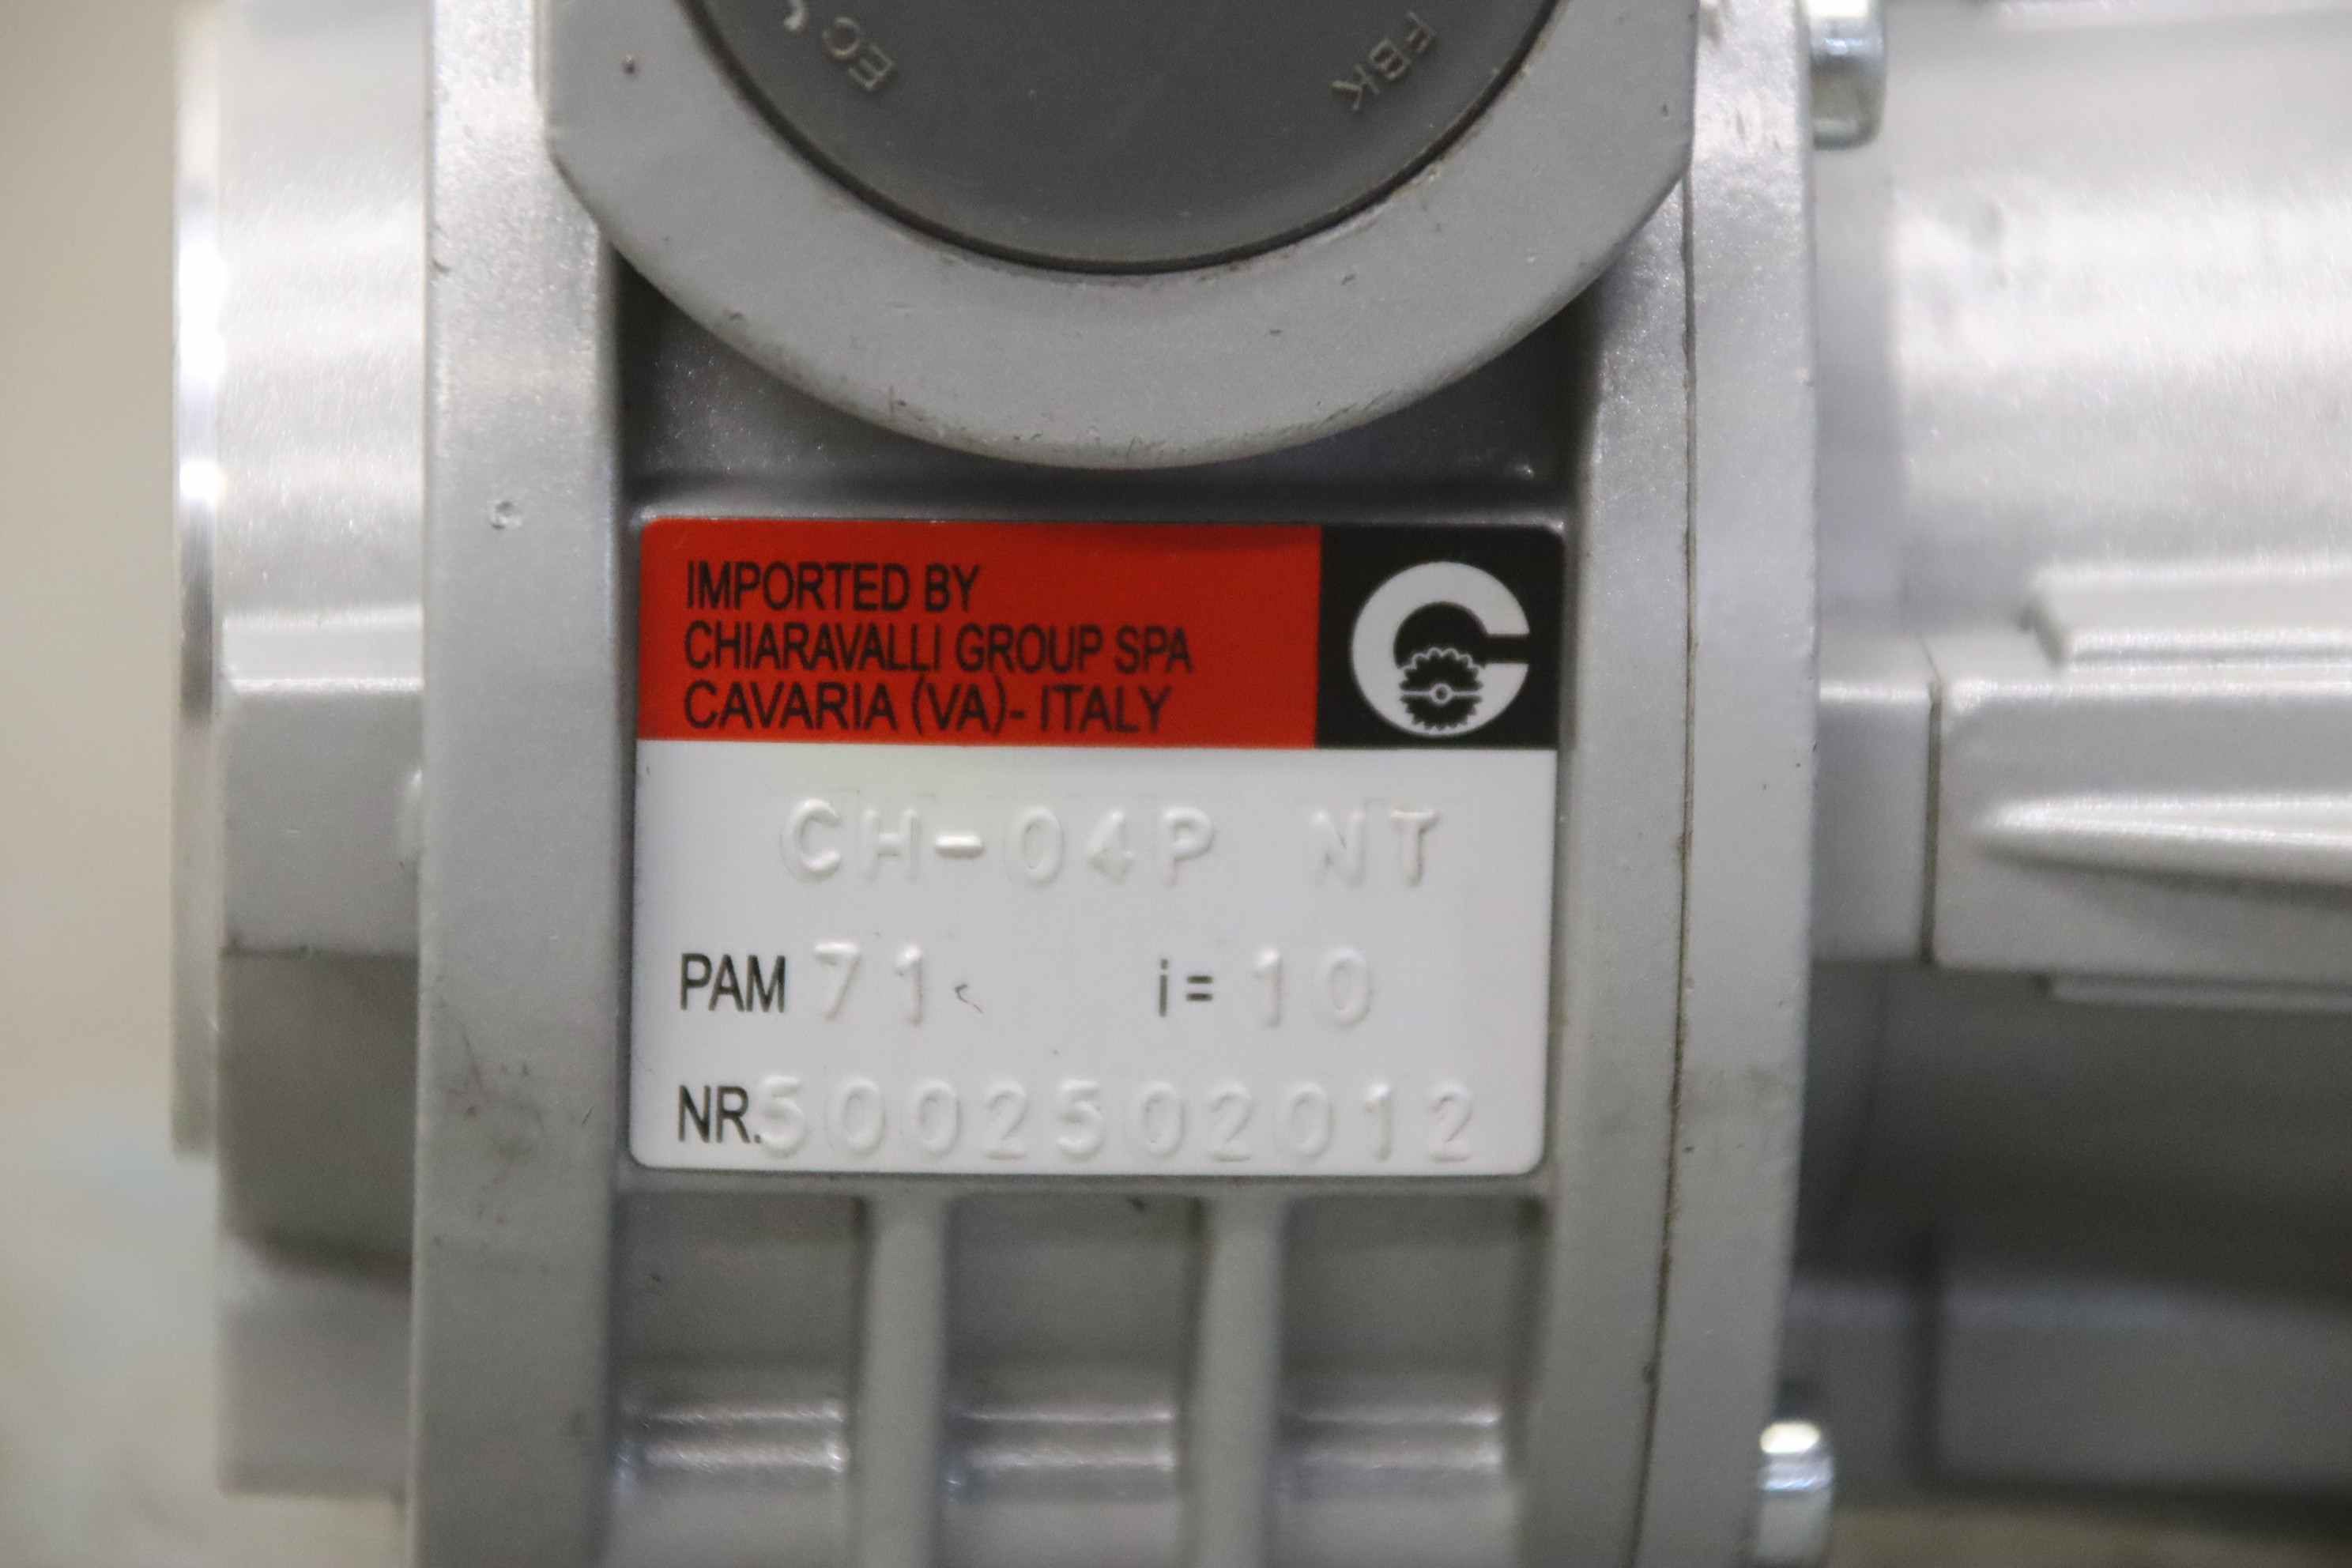 EC
FBK
IMPORTED BY
CHIARAVALLI GROUP SPA
CAVARIA (VA)- ITALY
CH-04P NT
PAM 71 i= 10
NR.5002502012